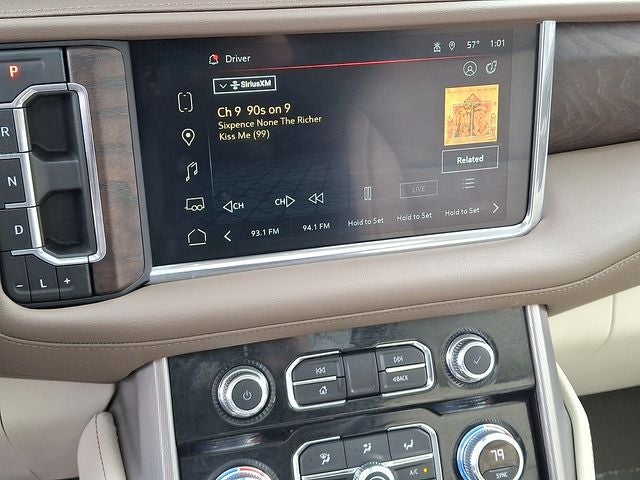 P
R
N
D
- L +
Driver
57° 1:01
SiriusXM
Ch 9 90s on 9
Sixpence None The Richer
Kiss Me (99)
Related
CH CH LIVE
93.1 FM 94.1 FM Hold to Set Hold to Set Hold to Set
BACK
A/C
79
SYNC